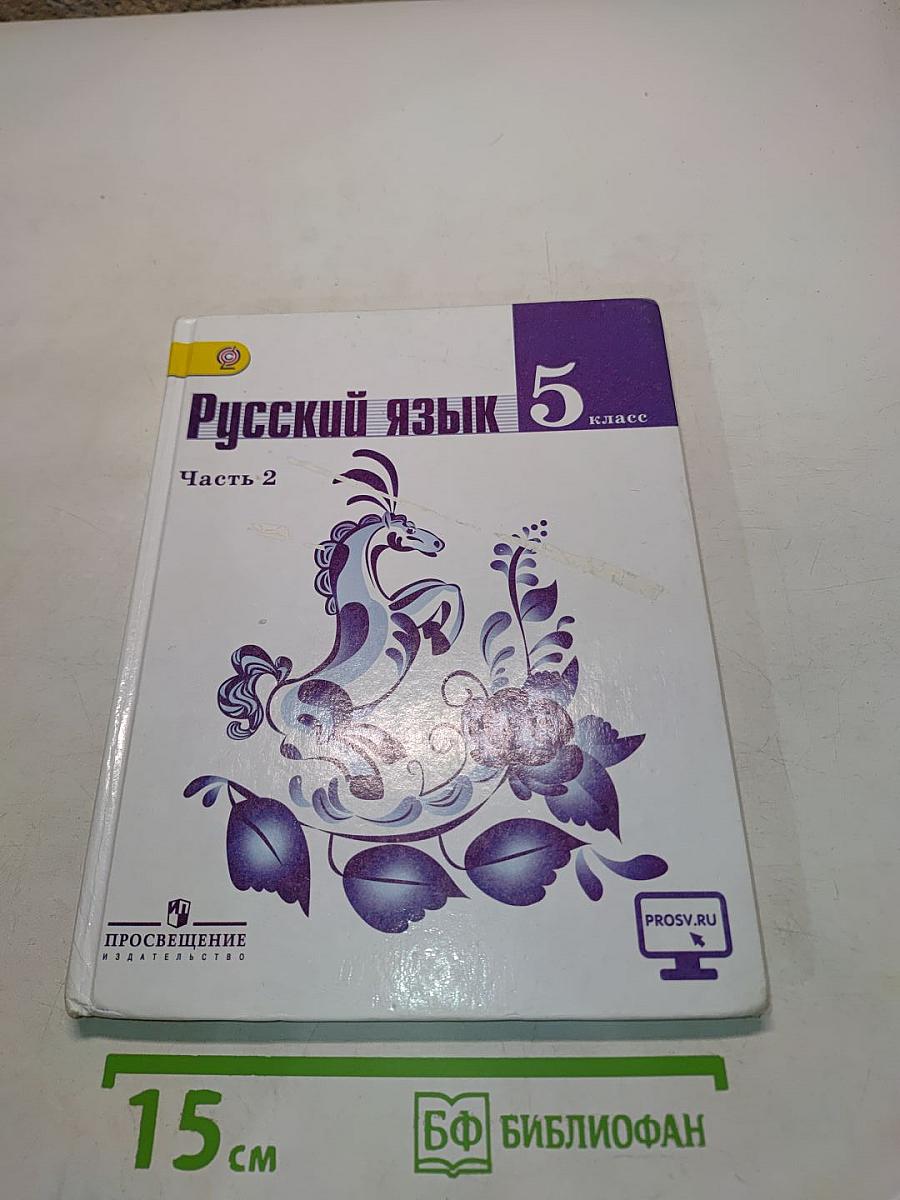 Русский язык
5 класс
Часть 2
ПРОСВЕЩЕНИЕ
ИЗДАТЕЛЬСТВО
PROSV.RU
15 см
БФ БИБЛИОФАН